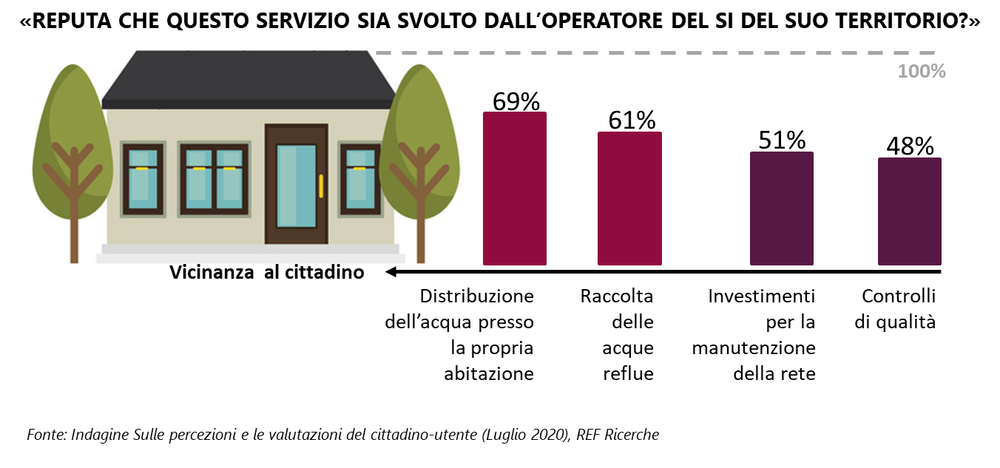 «REPUTA CHE QUESTO SERVIZIO SIA SVOLTO DALL’OPERATORE DEL SI DEL SUO TERRITORIO?»
100%
69%
61%
51%
48%
Vicinanza al cittadino
Distribuzione
dell’acqua presso
la propria
abitazione
Raccolta
delle
acque
reflue
Investimenti
per la
manutenzione
della rete
Controlli
di qualità
Fonte: Indagine Sulle percezioni e le valutazioni del cittadino-utente (Luglio 2020), REF Ricerche